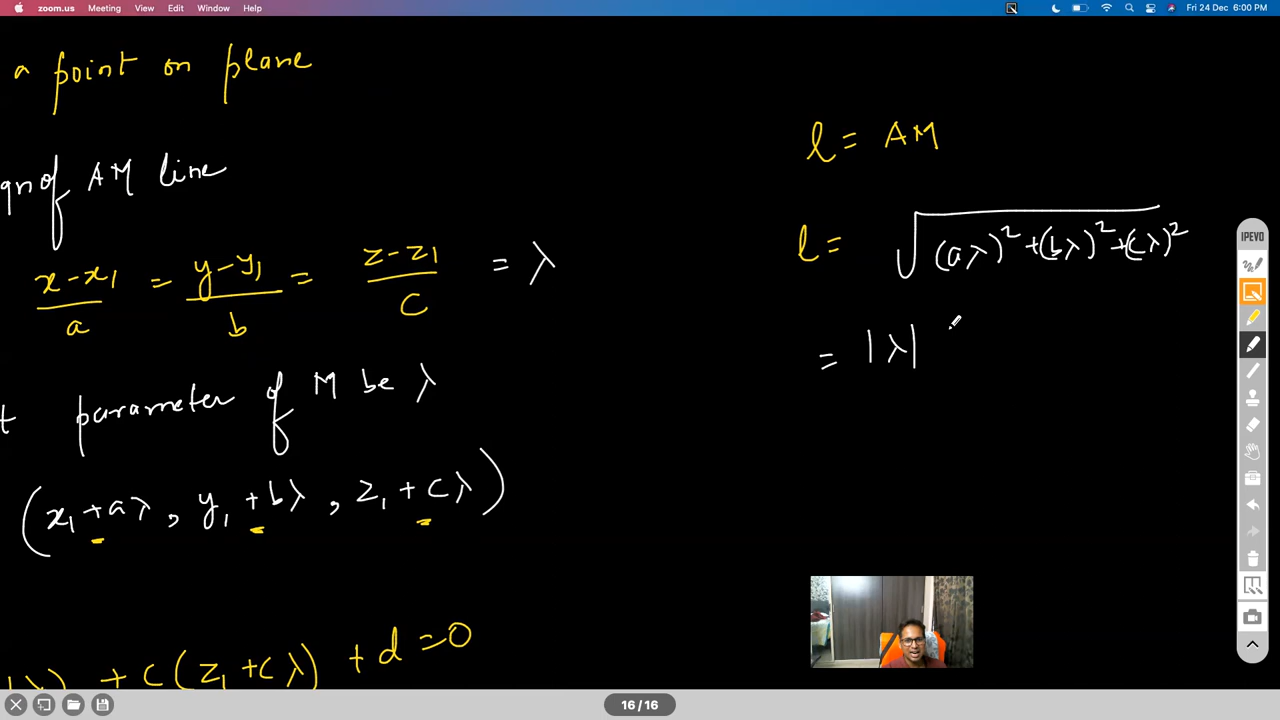 zoom.us Meeting View Edit Window Help Fri 24 Dec 6:00 PM
a point on plane
qn of AM line
x-x₁/a = y-y₁/b = z-z₁/c = λ
t parameter of M be λ
(x₁+aλ, y₁+bλ, z₁+cλ)
λ) + c(z₁+cλ) + d=0
l = AM
l = √((aλ)²+(bλ)²+(cλ)²)
= |λ|
IPEVO
16/16